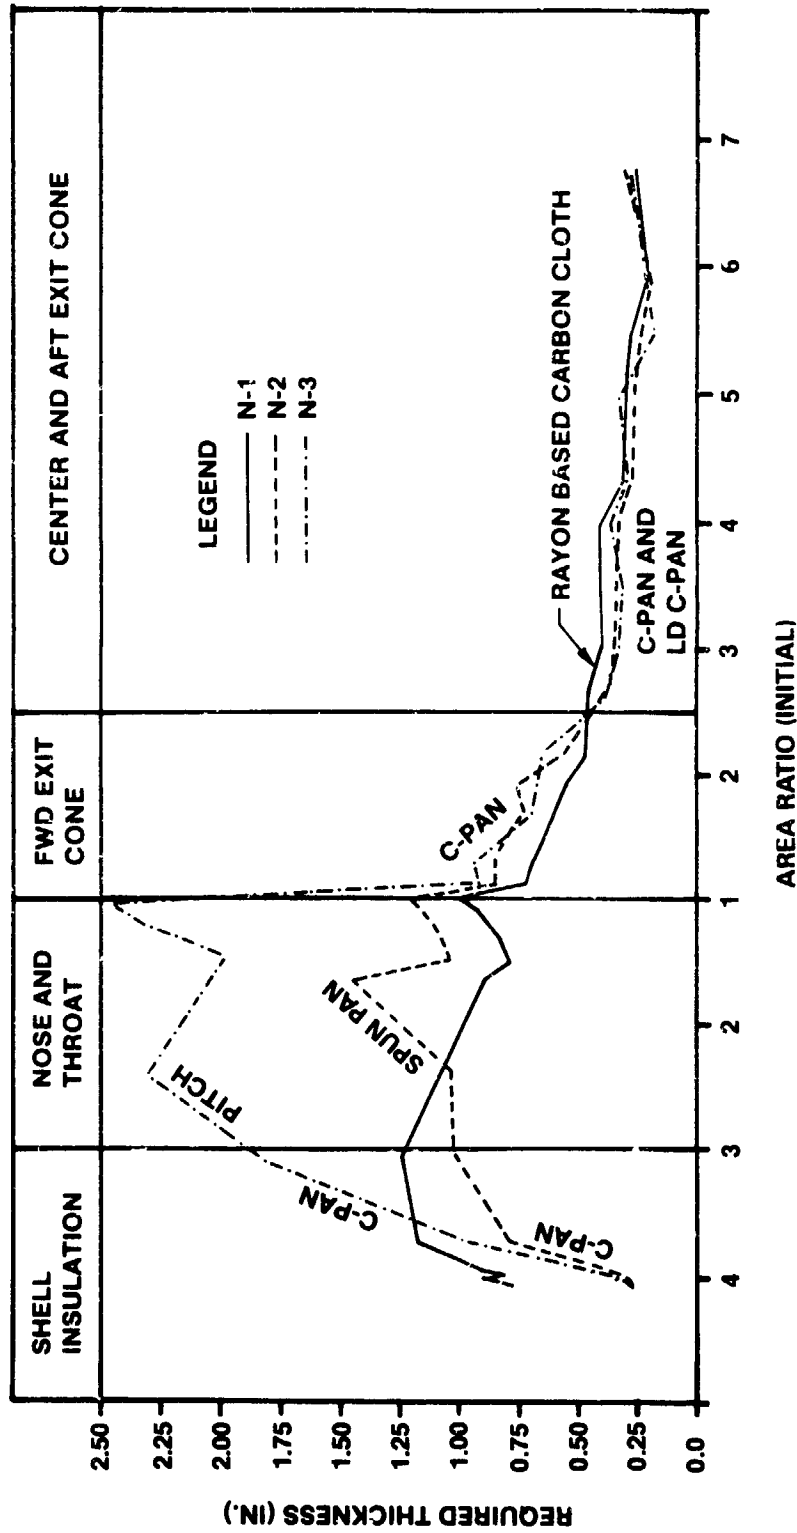 SHELL
INSULATION
NOSE AND
THROAT
FWD EXIT
CONE
CENTER AND AFT EXIT CONE
LEGEND
N-1
N-2
N-3
REQUIRED THICKNESS (IN.)
2.50
2.00
1.75
1.50
1.25
1.00
0.75
0.50
0.25
0.0
PITCH
C-PAN
SPUN PAN
C-PAN
C-PAN
RAYON BASED CARBON CLOTH
C-PAN AND
LD C-PAN
4
3
2
1
2
3
4
5
6
7
AREA RATIO (INITIAL)